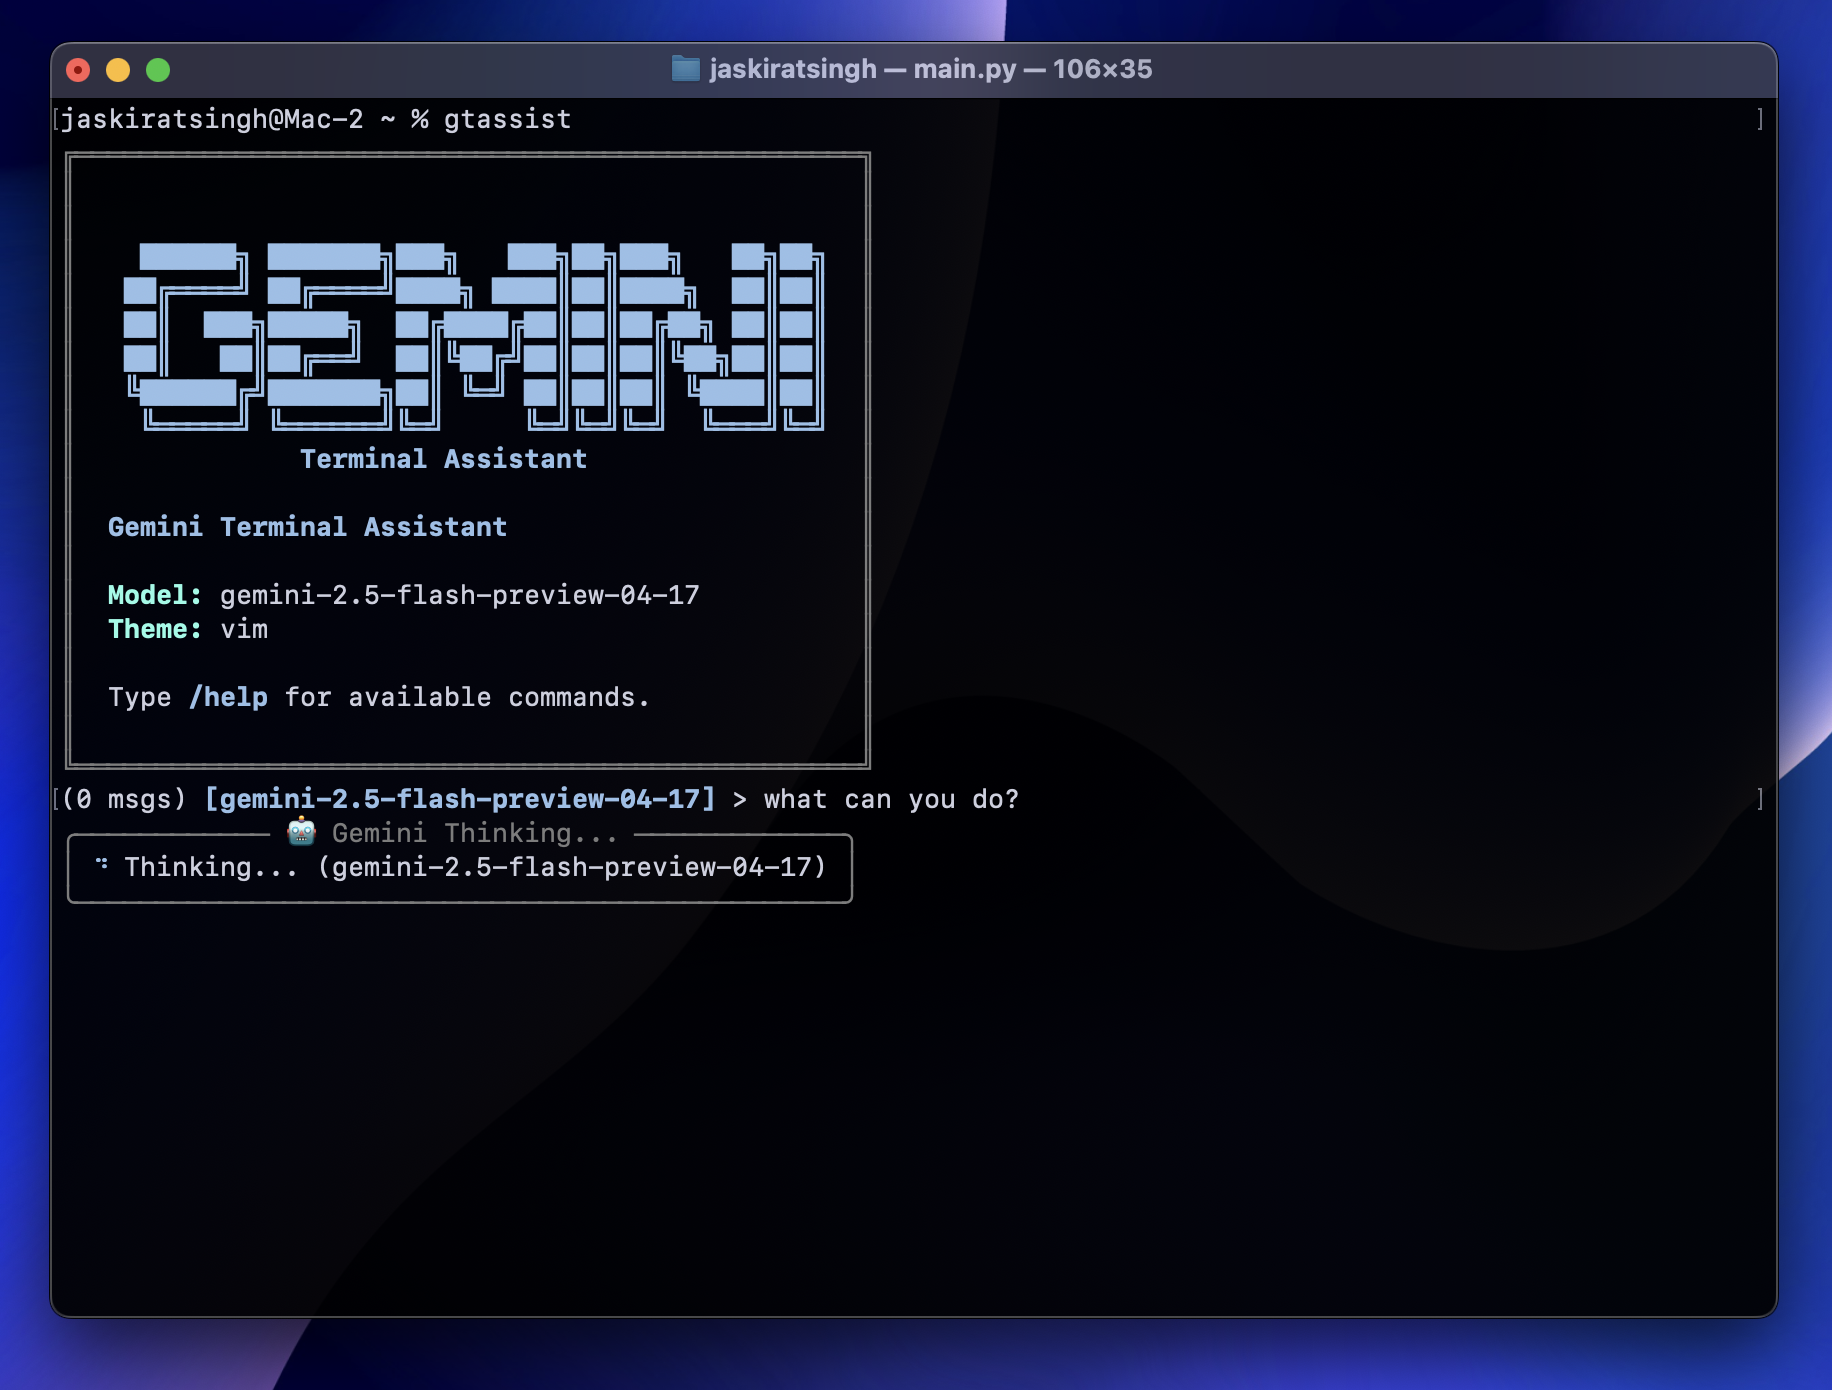 jaskiratsingh — main.py — 106×35
[jaskiratsingh@Mac-2 ~ % gtassist ]
GEMINI
Terminal Assistant
Gemini Terminal Assistant
Model: gemini-2.5-flash-preview-04-17
Theme: vim
Type /help for available commands.
[(0 msgs) [gemini-2.5-flash-preview-04-17] > what can you do? ]
🤖 Gemini Thinking...
Thinking... (gemini-2.5-flash-preview-04-17)